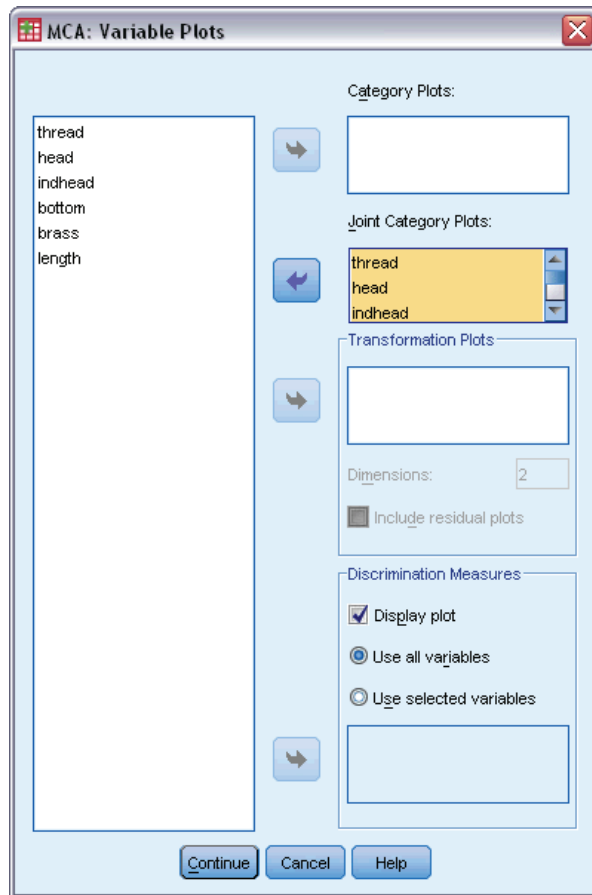 MCA: Variable Plots
thread
head
indhead
bottom
brass
length
Category Plots:
Joint Category Plots:
thread
head
indhead
Transformation Plots
Dimensions:
2
Include residual plots
Discrimination Measures
Display plot
Use all variables
Use selected variables
Continue
Cancel
Help